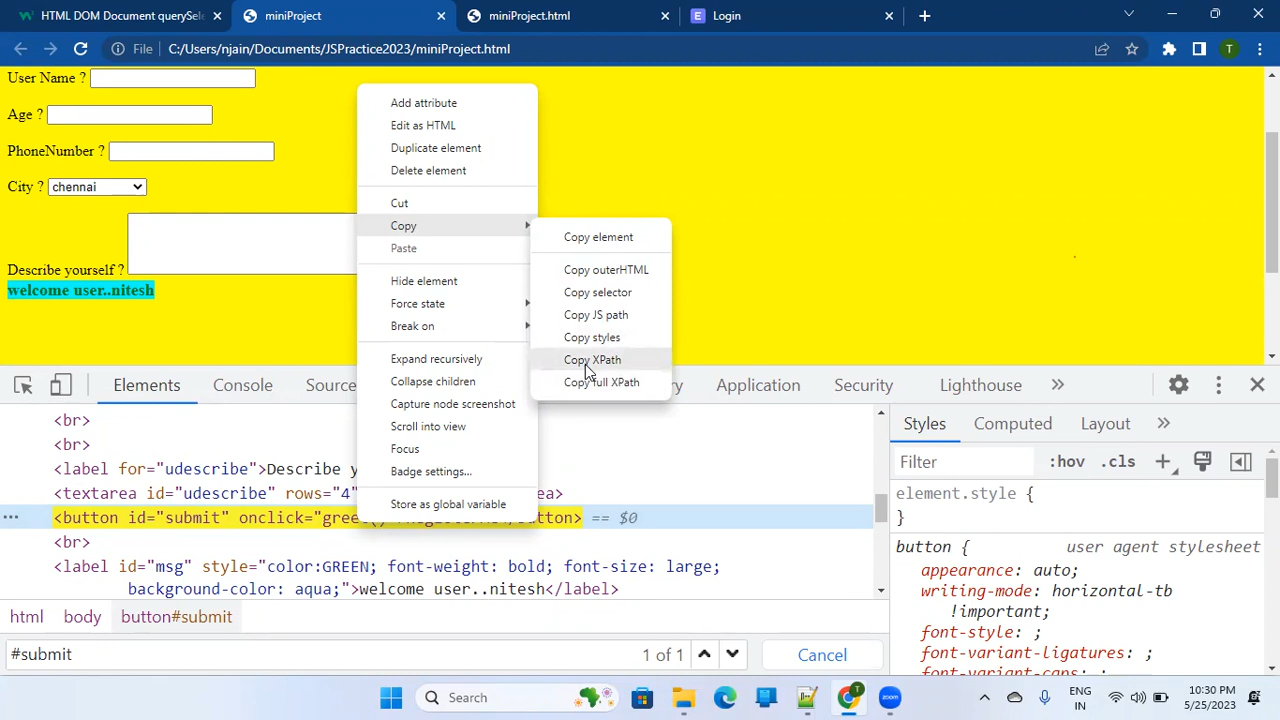 HTML DOM Document querySele
miniProject
miniProject.html
Login
File
C:/Users/njain/Documents/JSPractice2023/miniProject.html
T
User Name ?
Age ?
PhoneNumber ?
City ?
chennai
Describe yourself ?
welcome user..nitesh
Add attribute
Edit as HTML
Duplicate element
Delete element
Cut
Copy
Paste
Hide element
Force state
Break on
Expand recursively
Collapse children
Capture node screenshot
Scroll into view
Focus
Badge settings...
Store as global variable
Copy element
Copy outerHTML
Copy selector
Copy JS path
Copy styles
Copy XPath
Copy full XPath
Elements
Console
Application
Security
Lighthouse
<br>
<br>
<label for="udescribe">Describe y
<textarea id="udescribe" rows="4"
<button id="submit" onclick="greet() == $0
<br>
<label id="msg" style="color:GREEN; font-weight: bold; font-size: large;
background-color: aqua;">welcome user..nitesh</label>
html
body
button#submit
#submit
1 of 1
Cancel
Styles
Computed
Layout
Filter
:hov
.cls
element.style {
}
button {
user agent stylesheet
appearance: auto;
writing-mode: horizontal-tb
!important;
font-style: ;
font-variant-ligatures: ;
font-variant-caps: ;
Search
ENG
IN
10:30 PM
5/25/2023